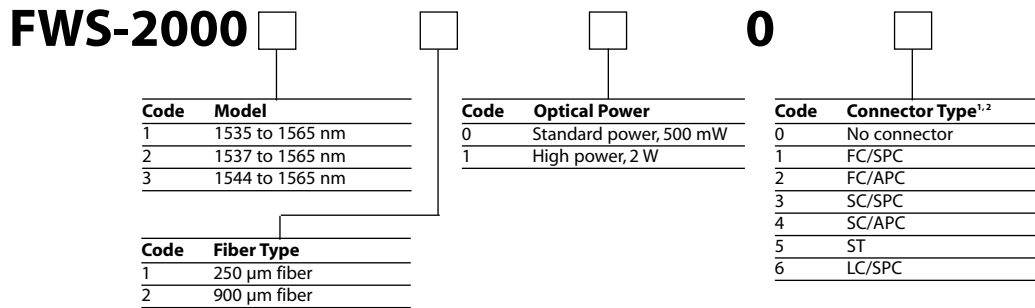 FWS-2000 □ □ □ 0 □
Code Model
1 1535 to 1565 nm
2 1537 to 1565 nm
3 1544 to 1565 nm
Code Fiber Type
1 250 µm fiber
2 900 µm fiber
Code Optical Power
0 Standard power, 500 mW
1 High power, 2 W
Code Connector Type¹,²
0 No connector
1 FC/SPC
2 FC/APC
3 SC/SPC
4 SC/APC
5 ST
6 LC/SPC